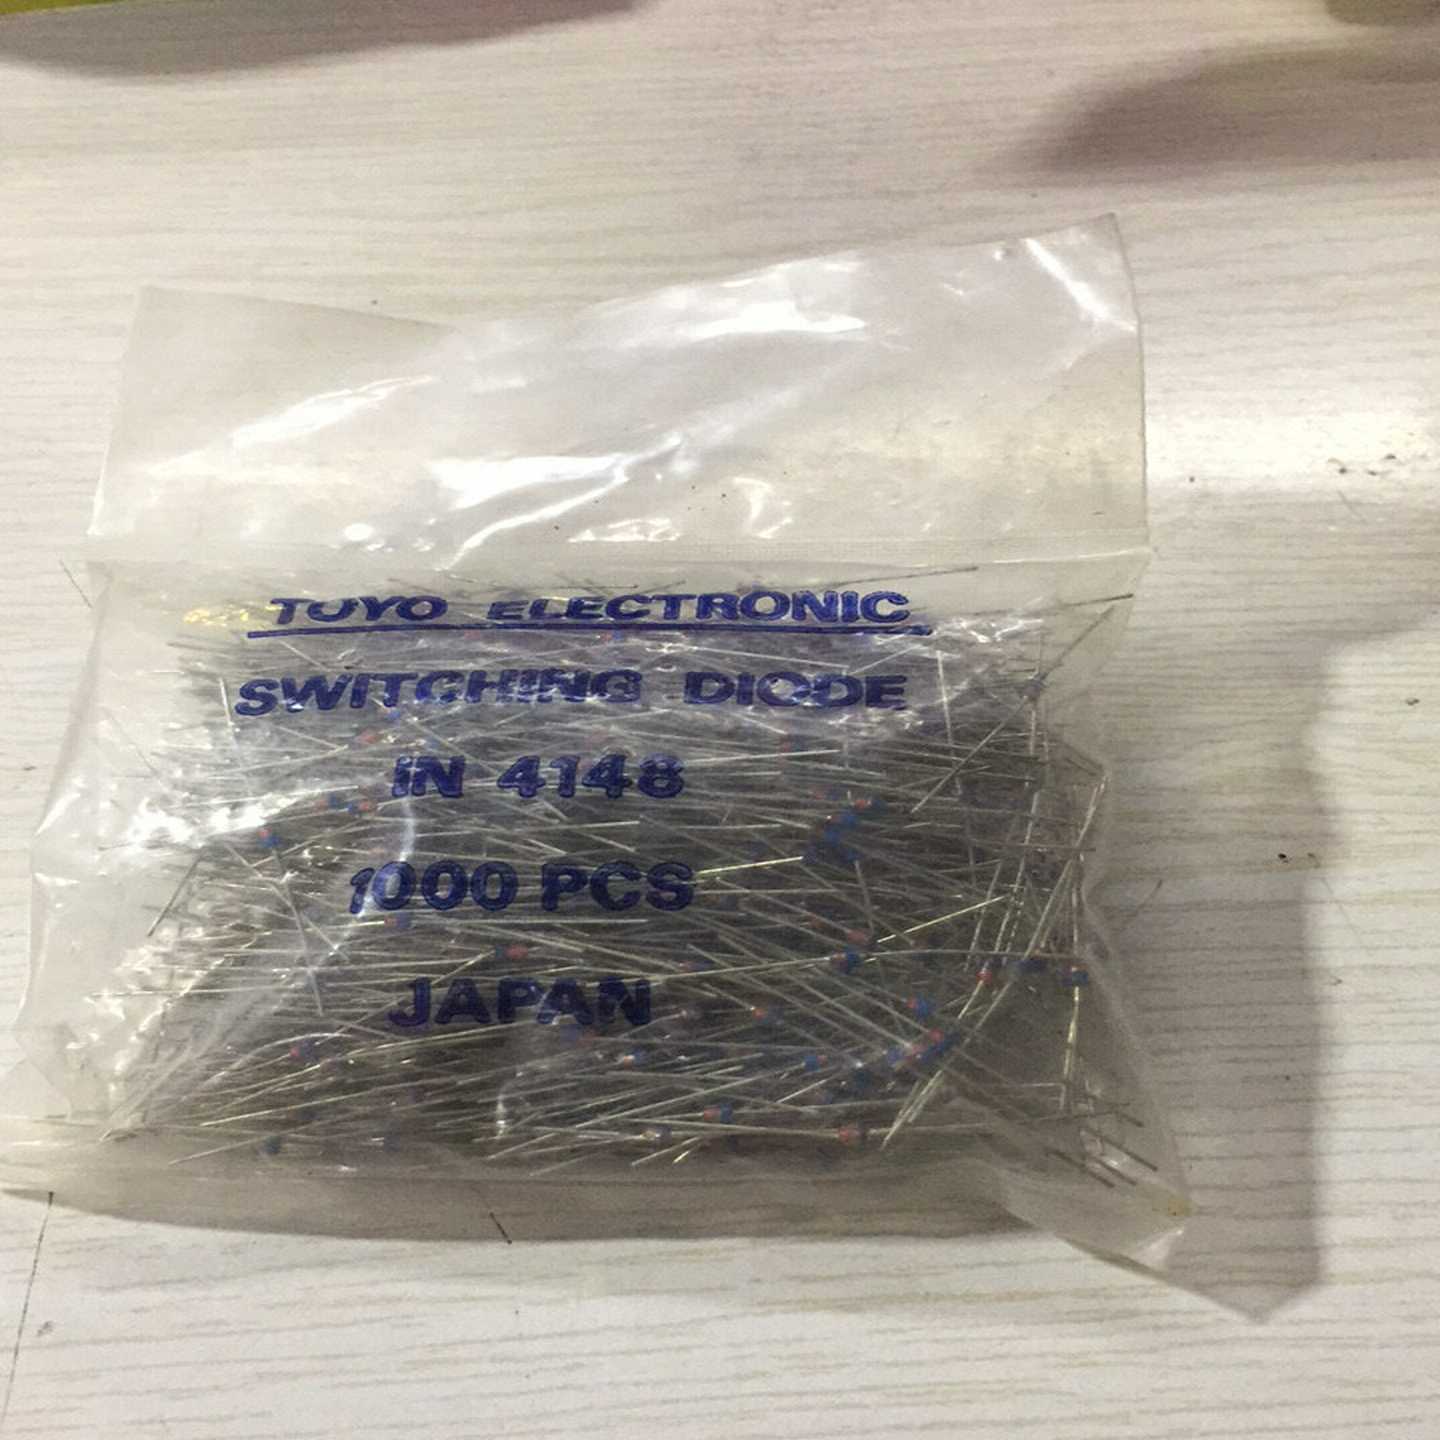 TOYO ELECTRONIC
SWITCHING DIODE
IN 4148
1000 PCS
JAPAN